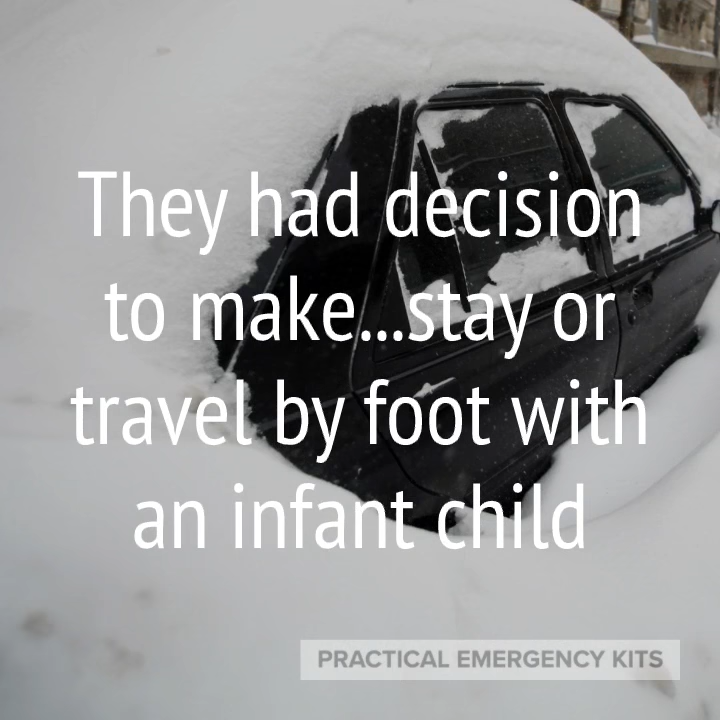 They had decision
to make...stay or
travel by foot with
an infant child
PRACTICAL EMERGENCY KITS